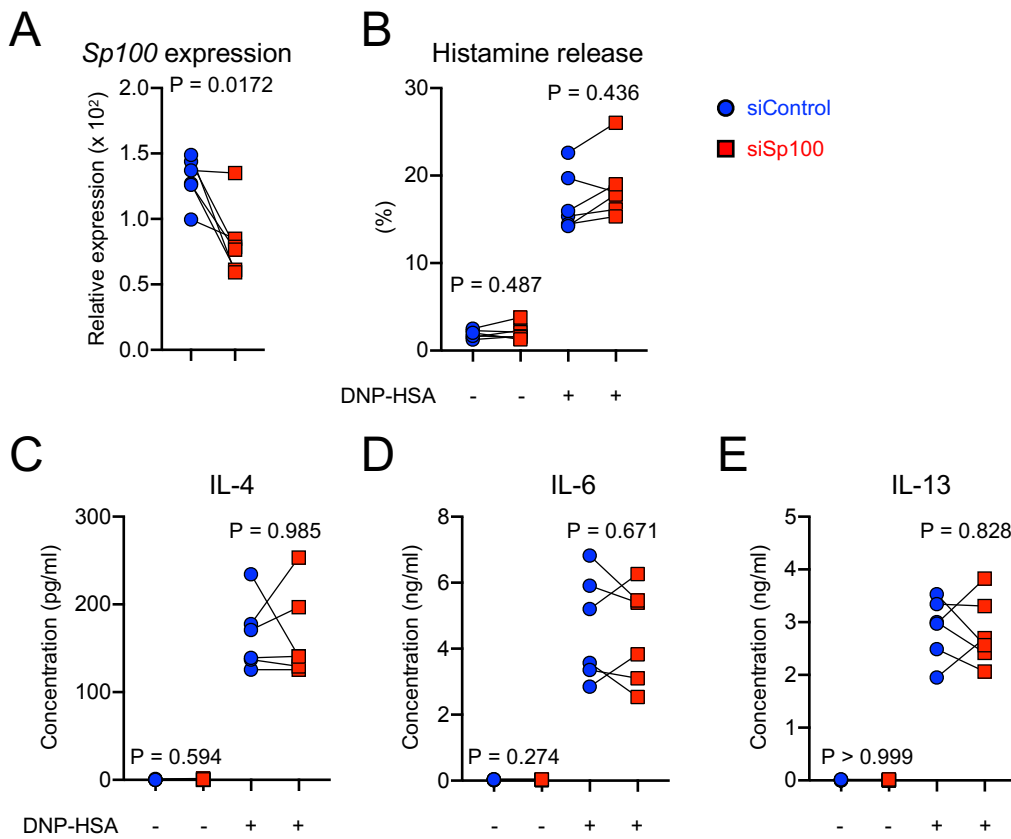 A
Sp100 expression
P = 0.0172
Relative expression (x 10²)
2.0
1.5
1.0
0.5
0.0
B
Histamine release
P = 0.436
P = 0.487
(%)
30
20
10
0
DNP-HSA - - + +
siControl
siSp100
C
IL-4
P = 0.985
P = 0.594
Concentration (pg/ml)
300
200
100
0
DNP-HSA - - + +
D
IL-6
P = 0.671
P = 0.274
Concentration (ng/ml)
8
6
4
2
0
- - + +
E
IL-13
P = 0.828
P > 0.999
Concentration (ng/ml)
5
4
3
2
1
0
- - + +